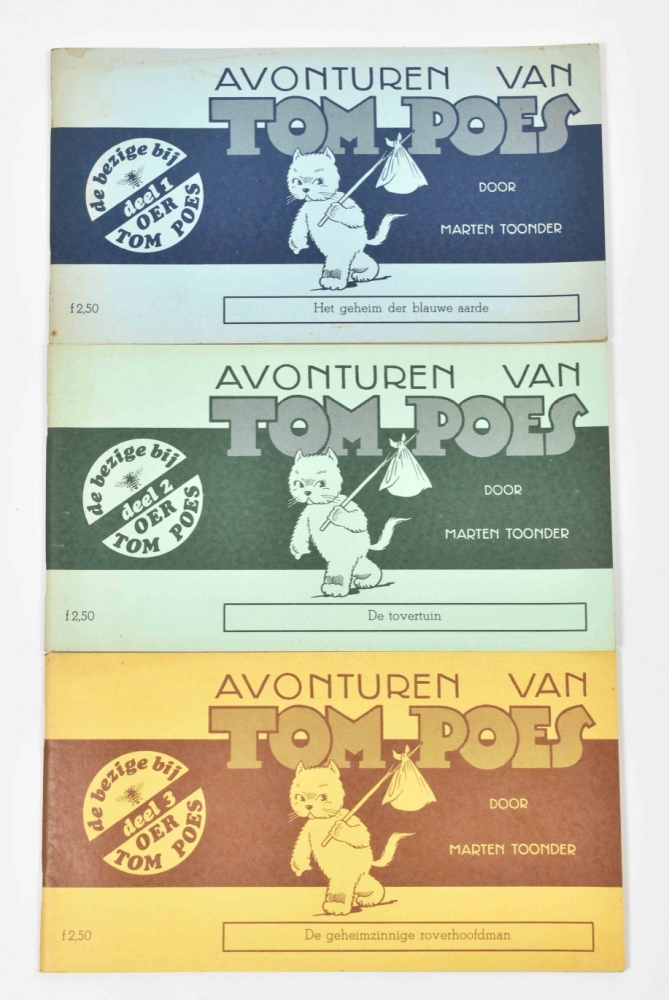 AVONTUREN VAN
TOM POES
de bezige bij
deel 1
OER
TOM POES
DOOR
MARTEN TOONDER
f 2,50
Het geheim der blauwe aarde
AVONTUREN VAN
TOM POES
de bezige bij
deel 2
OER
TOM POES
DOOR
MARTEN TOONDER
f 2,50
De tovertuin
AVONTUREN VAN
TOM POES
de bezige bij
deel 3
OER
TOM POES
DOOR
MARTEN TOONDER
f 2,50
De geheimzinnige roverhoofdman